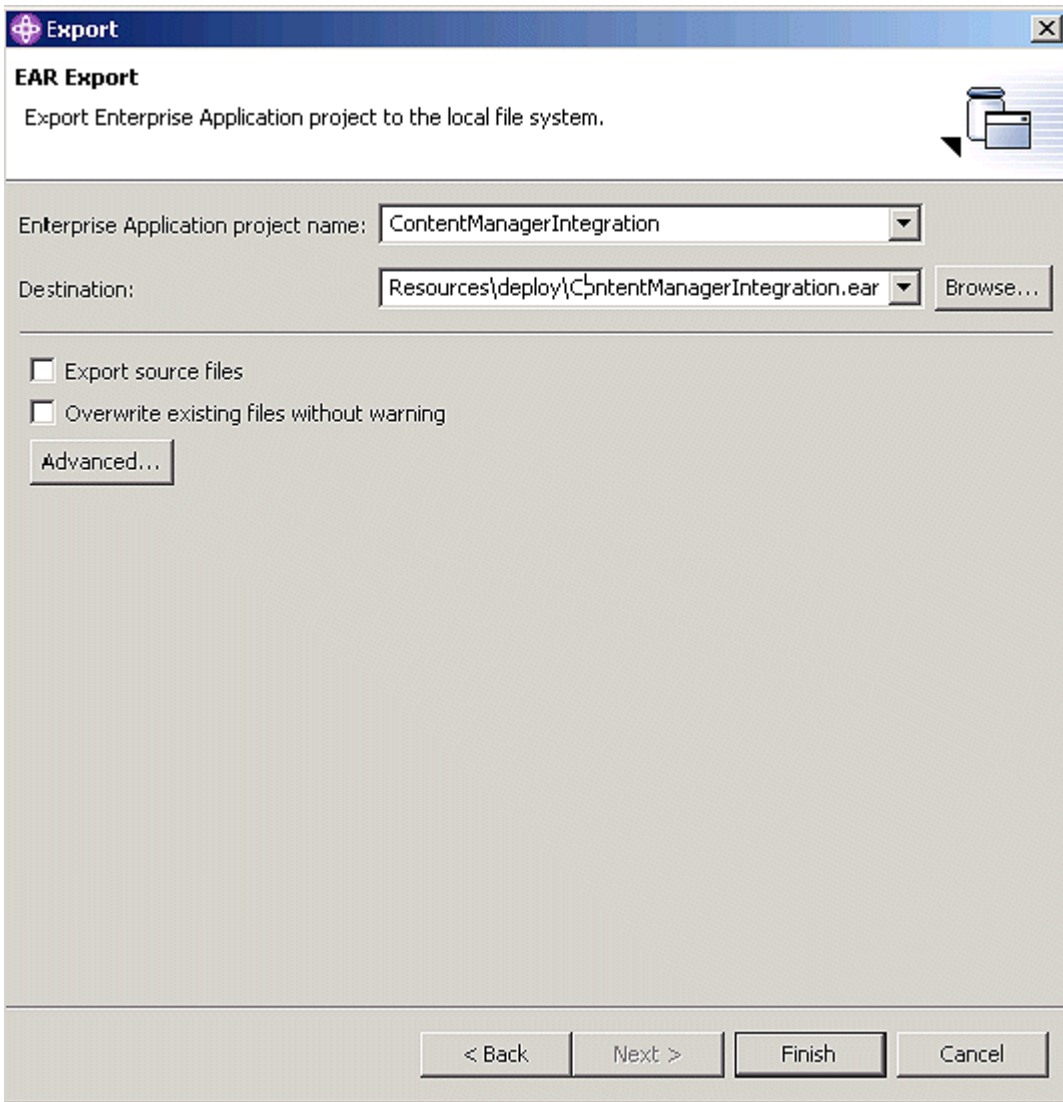 Export
EAR Export
Export Enterprise Application project to the local file system.
Enterprise Application project name: ContentManagerIntegration
Destination: Resources\deploy\ContentManagerIntegration.ear Browse...
Export source files
Overwrite existing files without warning
Advanced...
< Back Next > Finish Cancel